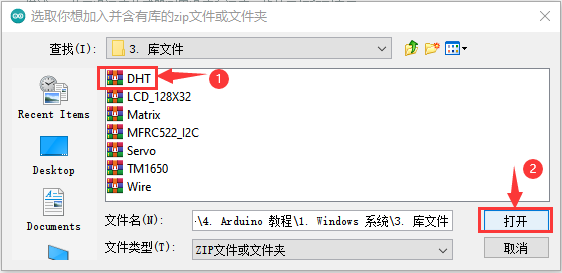 选取你想加入并含有库的zip文件或文件夹
查找(I):
3. 库文件
DHT
1
LCD_128X32
Matrix
MFRC522_I2C
Servo
TM1650
Wire
Recent Items
Desktop
Documents
2
文件名(N):
\4. Arduino 教程\1. Windows 系统\3. 库文件
打开
文件类型(T):
ZIP文件或文件夹
取消